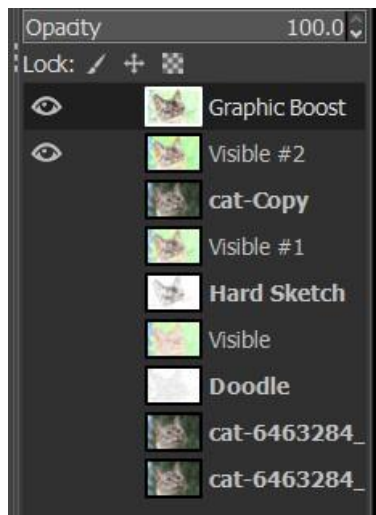 Opacity 100.0
Lock:
Graphic Boost
Visible #2
cat-Copy
Visible #1
Hard Sketch
Visible
Doodle
cat-6463284_
cat-6463284_